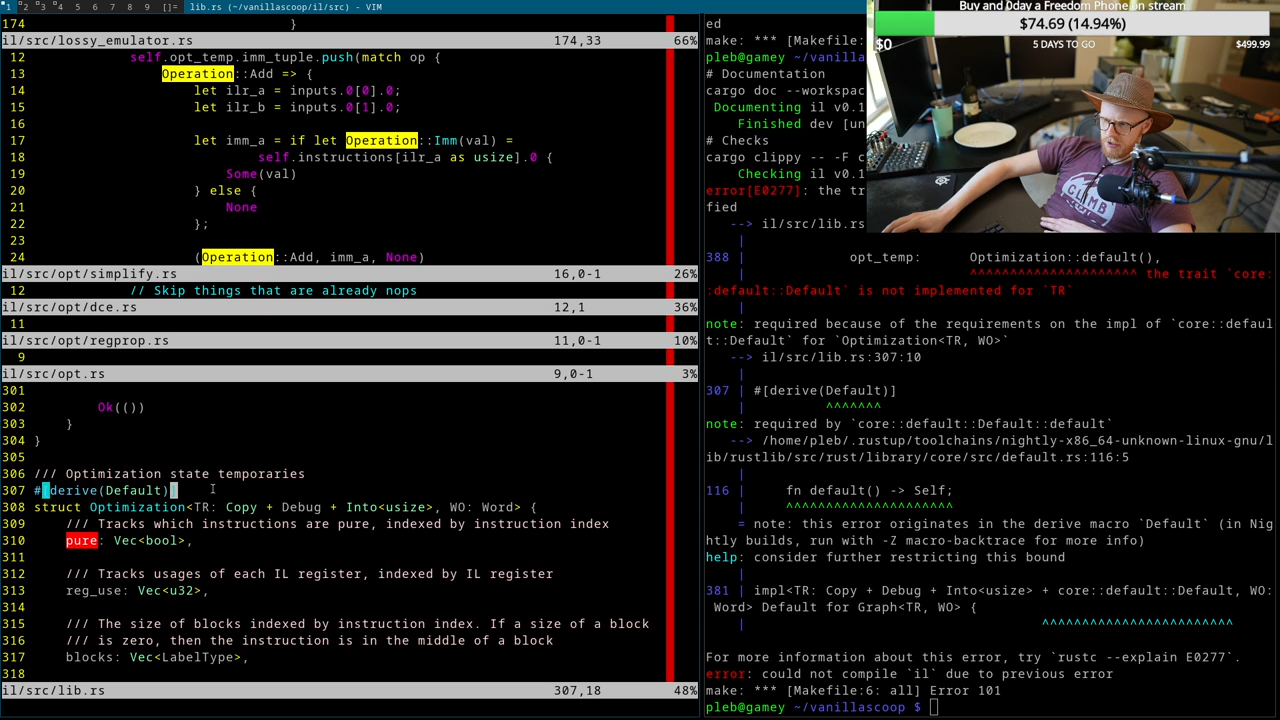 1 2 3 4 5 6 7 8 9 []= lib.rs (~/vanillascoop/il/src) - VIM
174 }
il/src/lossy_emulator.rs 174,33 66%
12 self.opt_temp.imm_tuple.push(match op {
13 Operation::Add => {
14 let ilr_a = inputs.0[0].0;
15 let ilr_b = inputs.0[1].0;
16
17 let imm_a = if let Operation::Imm(val) =
18 self.instructions[ilr_a as usize].0 {
19 Some(val)
20 } else {
21 None
22 };
23
24 (Operation::Add, imm_a, None)
il/src/opt/simplify.rs 16,0-1 26%
12 // Skip things that are already nops
il/src/opt/dce.rs 12,1 36%
11
il/src/opt/regprop.rs 11,0-1 10%
9
il/src/opt.rs 9,0-1 3%
301
302 Ok(())
303 }
304 }
305
306 /// Optimization state temporaries
307 #[derive(Default)]
308 struct Optimization<TR: Copy + Debug + Into<usize>, WO: Word> {
309 /// Tracks which instructions are pure, indexed by instruction index
310 pure: Vec<bool>,
311
312 /// Tracks usages of each IL register, indexed by IL register
313 reg_use: Vec<u32>,
314
315 /// The size of blocks indexed by instruction index. If a size of a block
316 /// is zero, then the instruction is in the middle of a block
317 blocks: Vec<LabelType>,
318
il/src/lib.rs 307,18 48%
ed
make: *** [Makefile:
pleb@gamey ~/vanilla
# Documentation
cargo doc --workspac
Documenting il v0.1
Finished dev [un
# Checks
cargo clippy -- -F c
Checking il v0.1
error[E0277]: the tr
fied
--> il/src/lib.rs
|
388 | opt_temp: Optimization::default(),
| ^^^^^^^^^^^^^^^^^^^^^ the trait `core:
:default::Default` is not implemented for `TR`
|
note: required because of the requirements on the impl of `core::defaul
t::Default` for `Optimization<TR, WO>`
--> il/src/lib.rs:307:10
|
307 | #[derive(Default)]
| ^^^^^^^
note: required by `core::default::Default::default`
--> /home/pleb/.rustup/toolchains/nightly-x86_64-unknown-linux-gnu/l
ib/rustlib/src/rust/library/core/src/default.rs:116:5
|
116 | fn default() -> Self;
| ^^^^^^^^^^^^^^^^^^^^^
= note: this error originates in the derive macro `Default` (in Nig
htly builds, run with -Z macro-backtrace for more info)
help: consider further restricting this bound
|
381 | impl<TR: Copy + Debug + Into<usize> + core::default::Default, WO:
Word> Default for Graph<TR, WO> {
| ^^^^^^^^^^^^^^^^^^^^^^^^

For more information about this error, try `rustc --explain E0277`.
error: could not compile `il` due to previous error
make: *** [Makefile:6: all] Error 101
pleb@gamey ~/vanillascoop $
Buy and 0day a Freedom Phone on stream
$74.69 (14.94%)
$0 5 DAYS TO GO $499.99
CLIMB